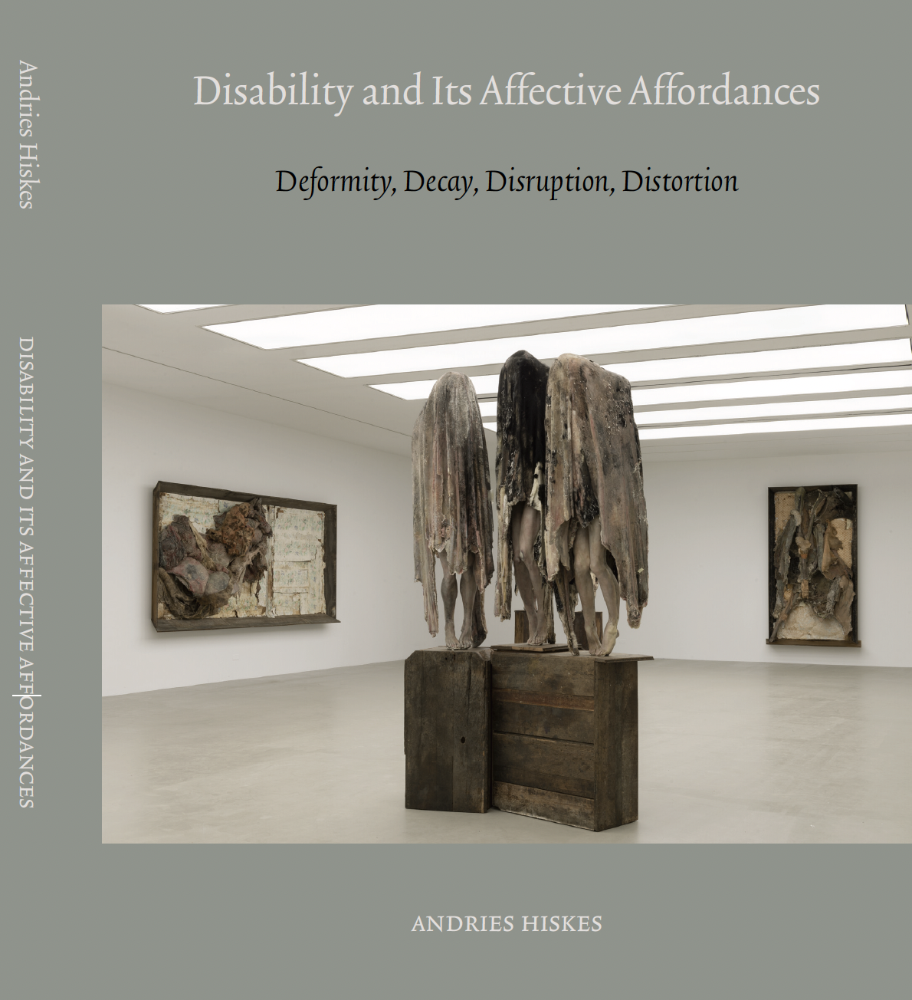 Andries Hiskes
DISABILITY AND ITS AFFECTIVE AFFORDANCES
Disability and Its Affective Affordances
Deformity, Decay, Disruption, Distortion
ANDRIES HISKES